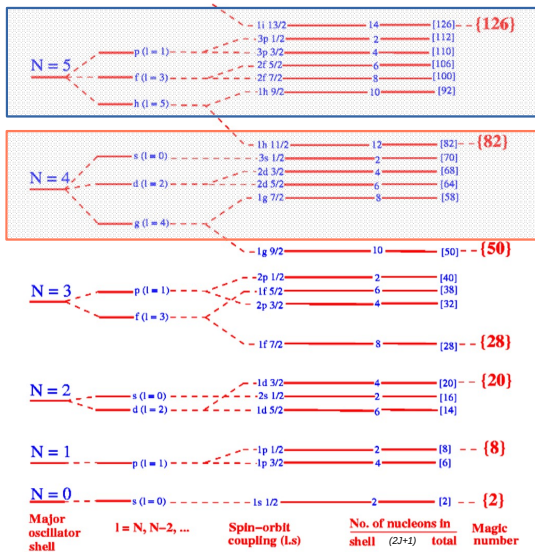 1i 13/2 14 [126] {126}
3p 1/2 2 [112]
N = 5 p (l = 1) 3p 3/2 4 [110]
2f 5/2 6 [106]
f (l = 3) 2f 7/2 8 [100]
h (l = 5) 1h 9/2 10 [92]
1h 11/2 12 [82] {82}
s (l = 0) 3s 1/2 2 [70]
2d 3/2 4 [68]
N = 4 d (l = 2) 2d 5/2 6 [64]
1g 7/2 8 [58]
g (l = 4)
1g 9/2 10 [50] {50}
2p 1/2 2 [40]
N = 3 p (l = 1) 1f 5/2 6 [38]
2p 3/2 4 [32]
f (l = 3)
1f 7/2 8 [28] {28}
1d 3/2 4 [20] {20}
N = 2 s (l = 0) 2s 1/2 2 [16]
d (l = 2) 1d 5/2 6 [14]
1p 1/2 2 [8] {8}
N = 1 p (l = 1) 1p 3/2 4 [6]
N = 0 s (l = 0) 1s 1/2 2 [2] {2}
Major oscillator shell
l = N, N−2, ...
Spin−orbit coupling (l.s)
No. of nucleons in
shell (2J+1) total
Magic number